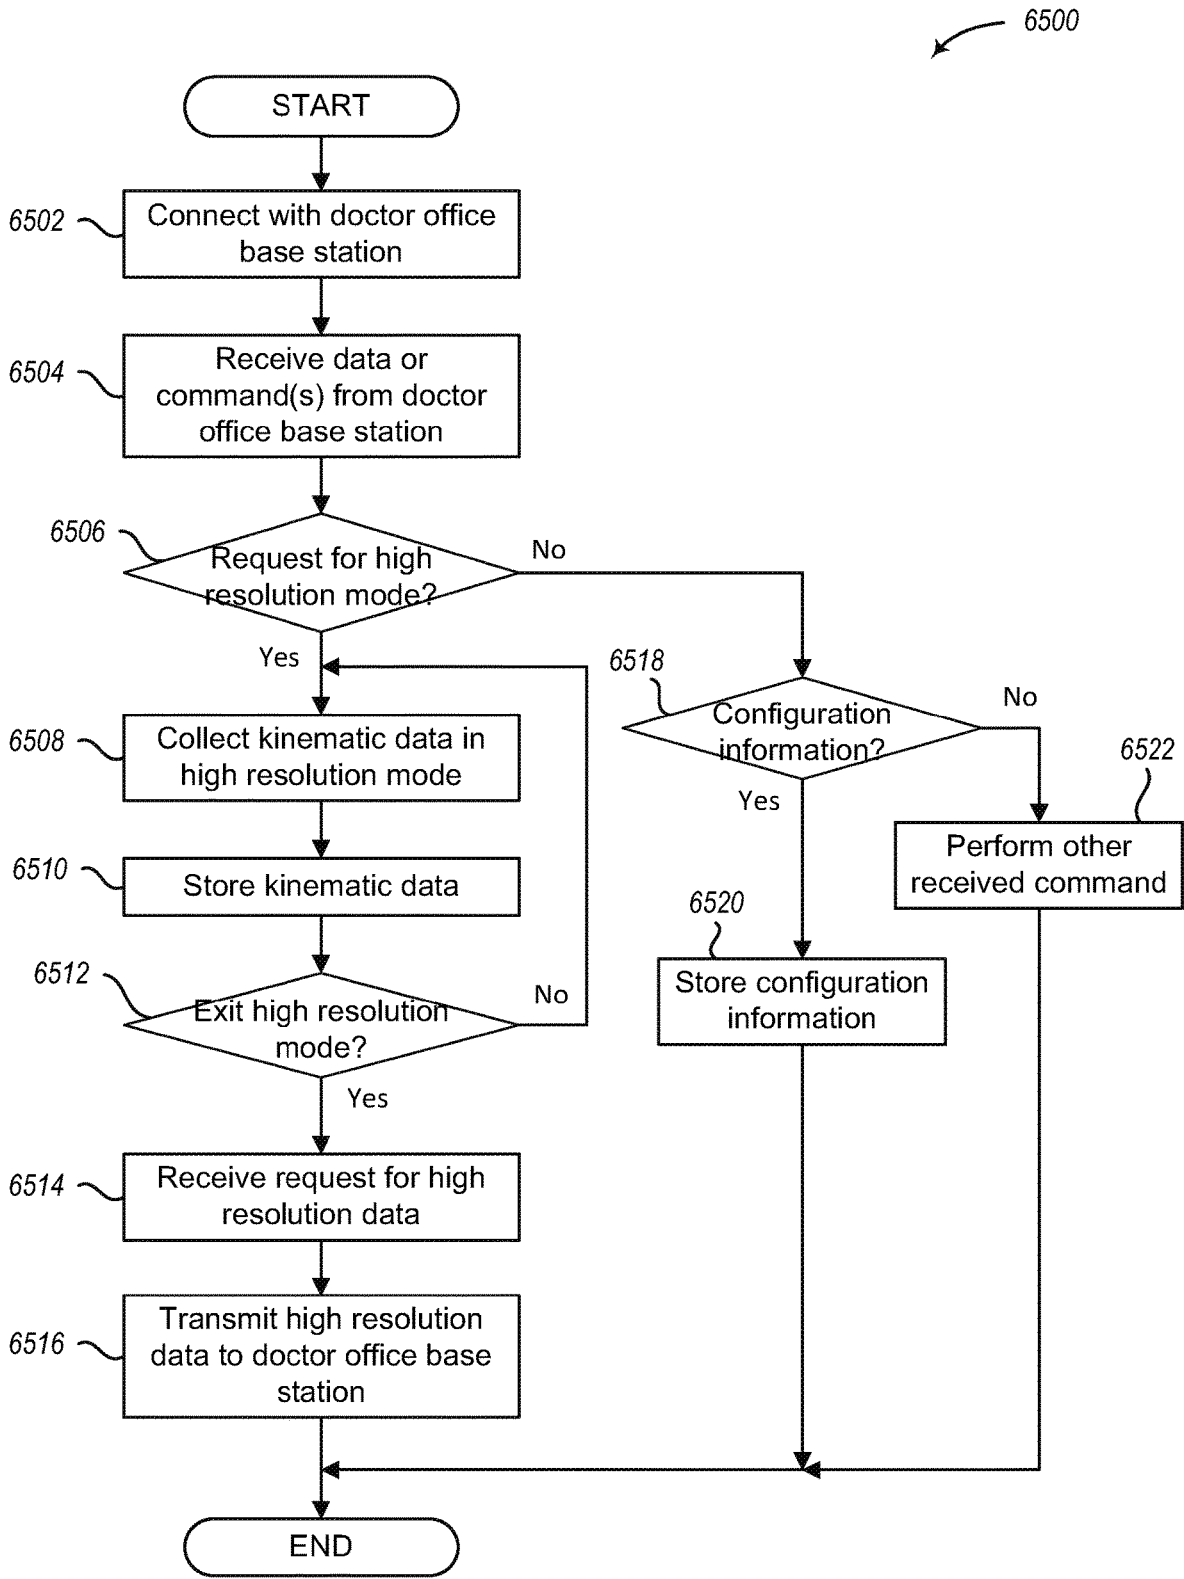 6500
START
6502
Connect with doctor office
base station
6504
Receive data or
command(s) from doctor
office base station
6506
Request for high
resolution mode?
No
Yes
6508
Collect kinematic data in
high resolution mode
6510
Store kinematic data
6512
Exit high resolution
mode?
No
Yes
6514
Receive request for high
resolution data
6516
Transmit high resolution
data to doctor office base
station
6518
Configuration
information?
No
Yes
6522
Perform other
received command
6520
Store configuration
information
END